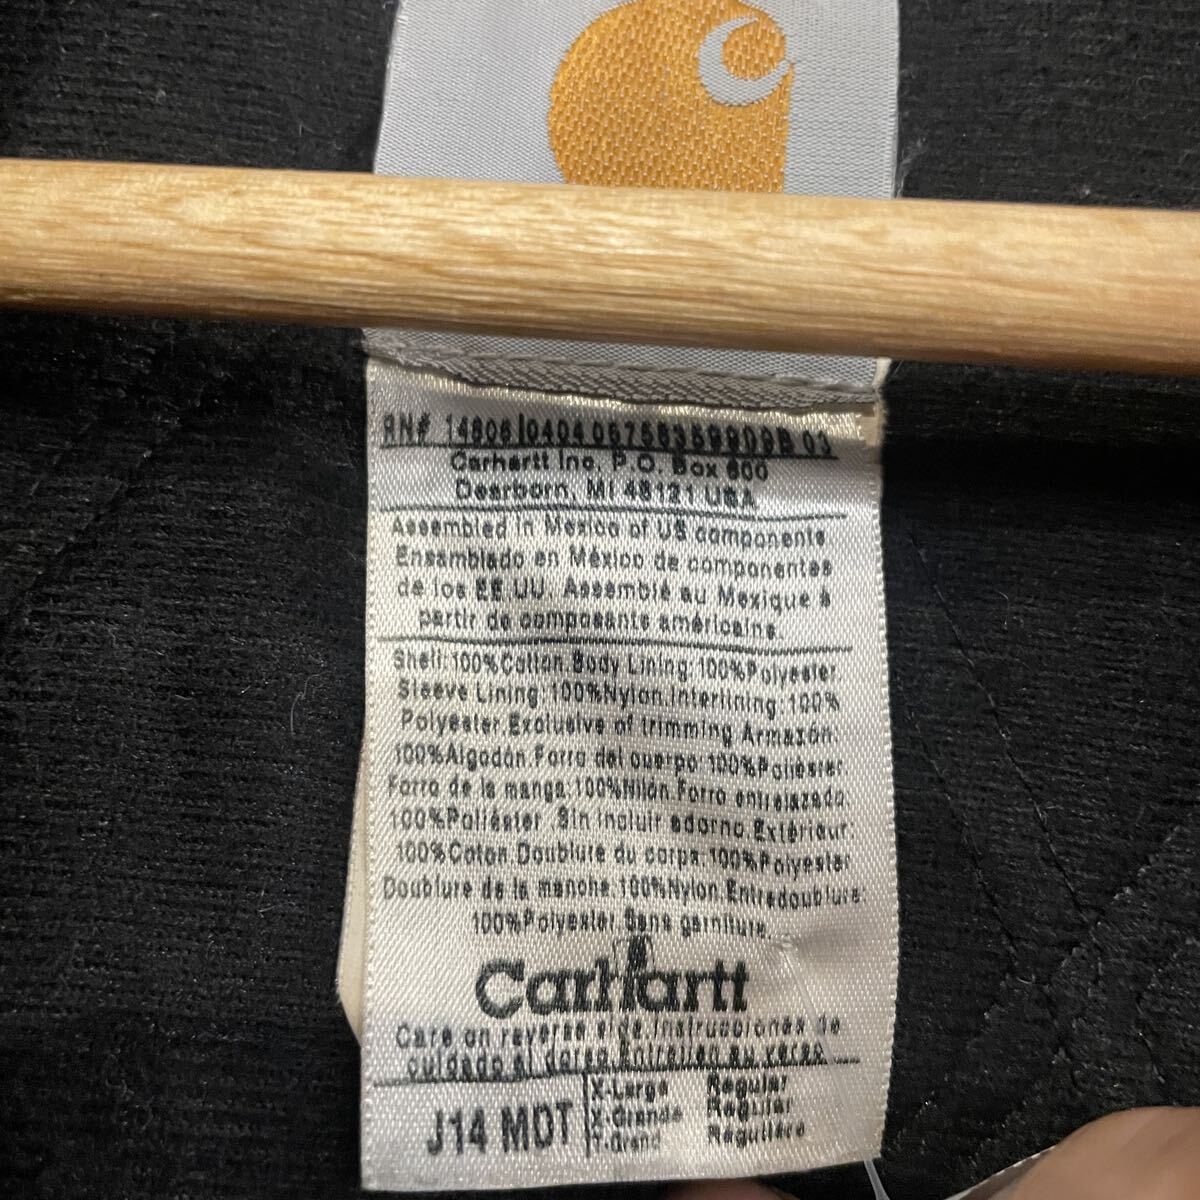 RN# 14806 0404 06758359909B 03
Carhartt Inc. P.O. Box 600
Dearborn, MI 48121 USA
Assembled in Mexico of US components
Ensamblado en México de componentes
de los EE UU. Assemblé au Mexique à
partir de composants américains.
Shell:100%Cotton.Body Lining:100%Polyester
Sleeve Lining:100%Nylon.Interlining:100%
Polyester.Exclusive of trimming Armazón:
100%Algodón.Forro del cuerpo:100%Poliéster
Forro de la manga:100%Nilon.Forro entrelazado
100%Poliéster .Sin incluir adorno.Extérieur
100%Coton.Doublure du corps:100%Polyester
Doublure de la manche:100%Nylon.Entredoublure
100%Polyester.Sans garniture.
Carhartt
Care on reverse side.Instrucciones de
cuidado al dorso.Entretien au verso
J14 MDT
X-Large Regular
X-Grande Regular
T-Grand Regulière